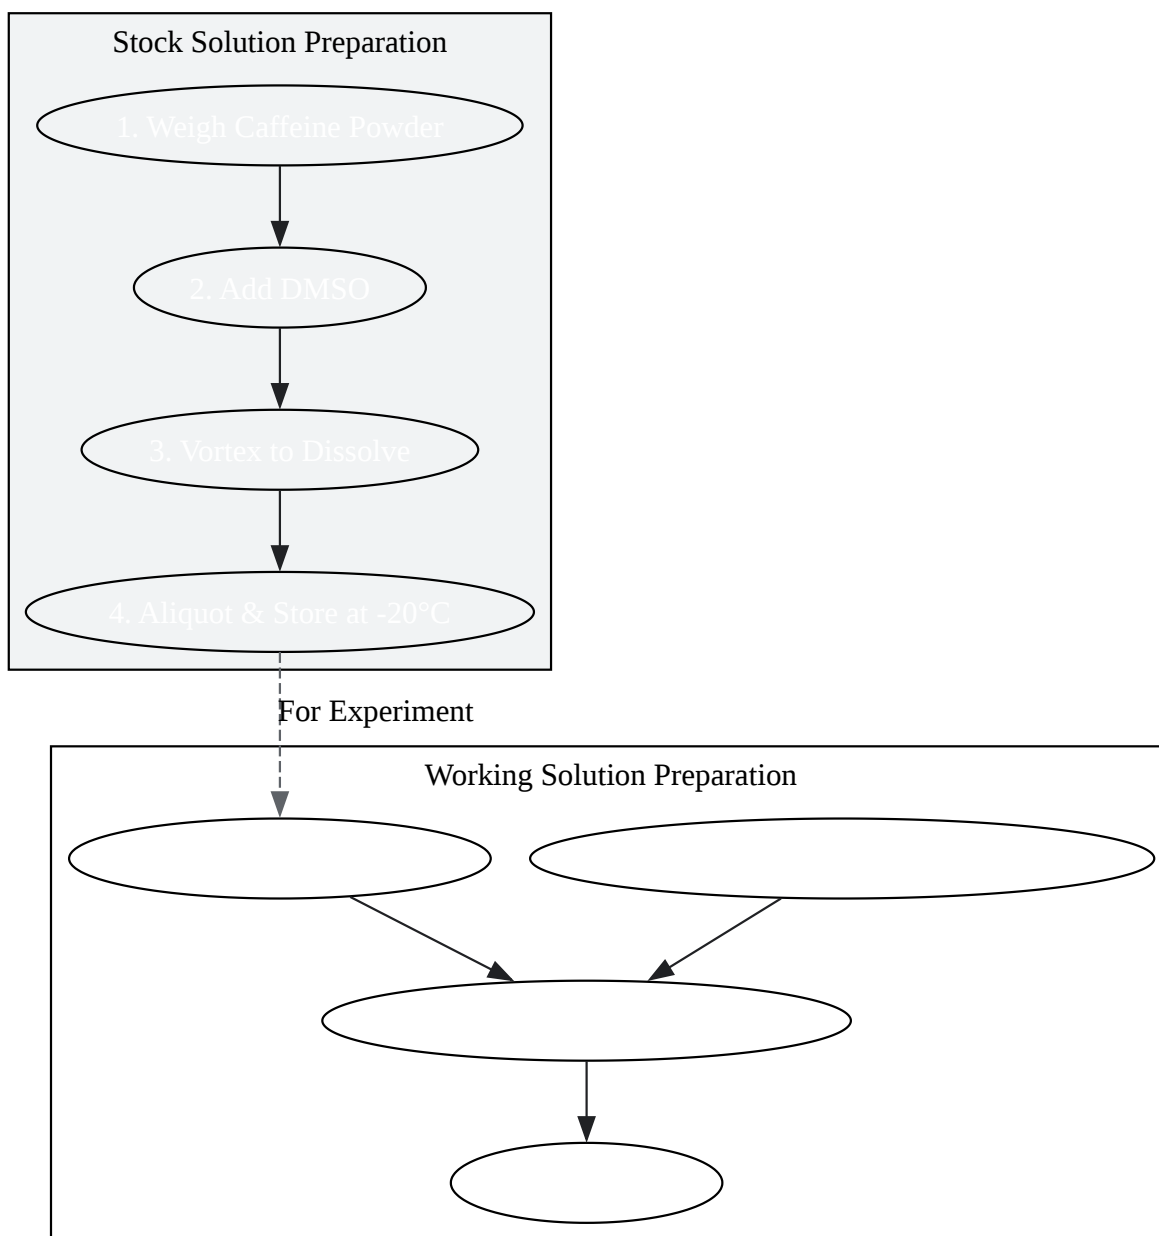 Stock Solution Preparation
1. Weigh Caffeine Powder
2. Add DMSO
3. Vortex to Dissolve
4. Aliquot & Store at -20°C
For Experiment
Working Solution Preparation